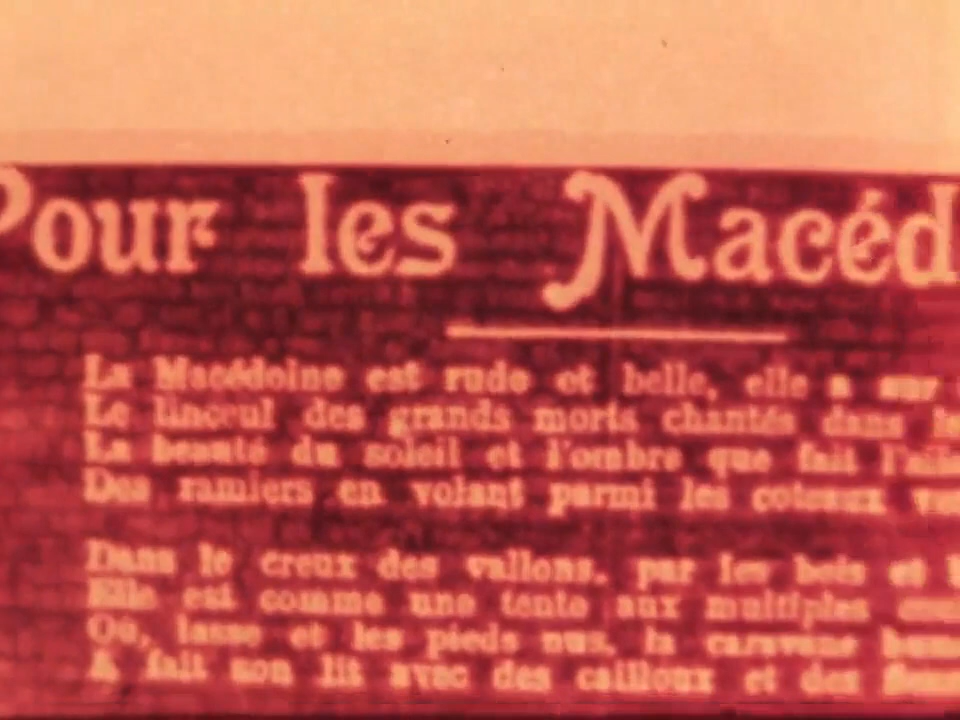 Pour les Macéd
La Macédoine est rude et belle, elle a sur
Le linceul des grands morts chantés dans
La beauté du soleil et l'ombre que fait l'aile
Des ramiers en volant parmi les coteaux
Dans le creux des vallons, par les bois et
Elle est comme une tente aux multiples
Où, lasse et les pieds nus, la caravane
A fait son lit avec des cailloux et des